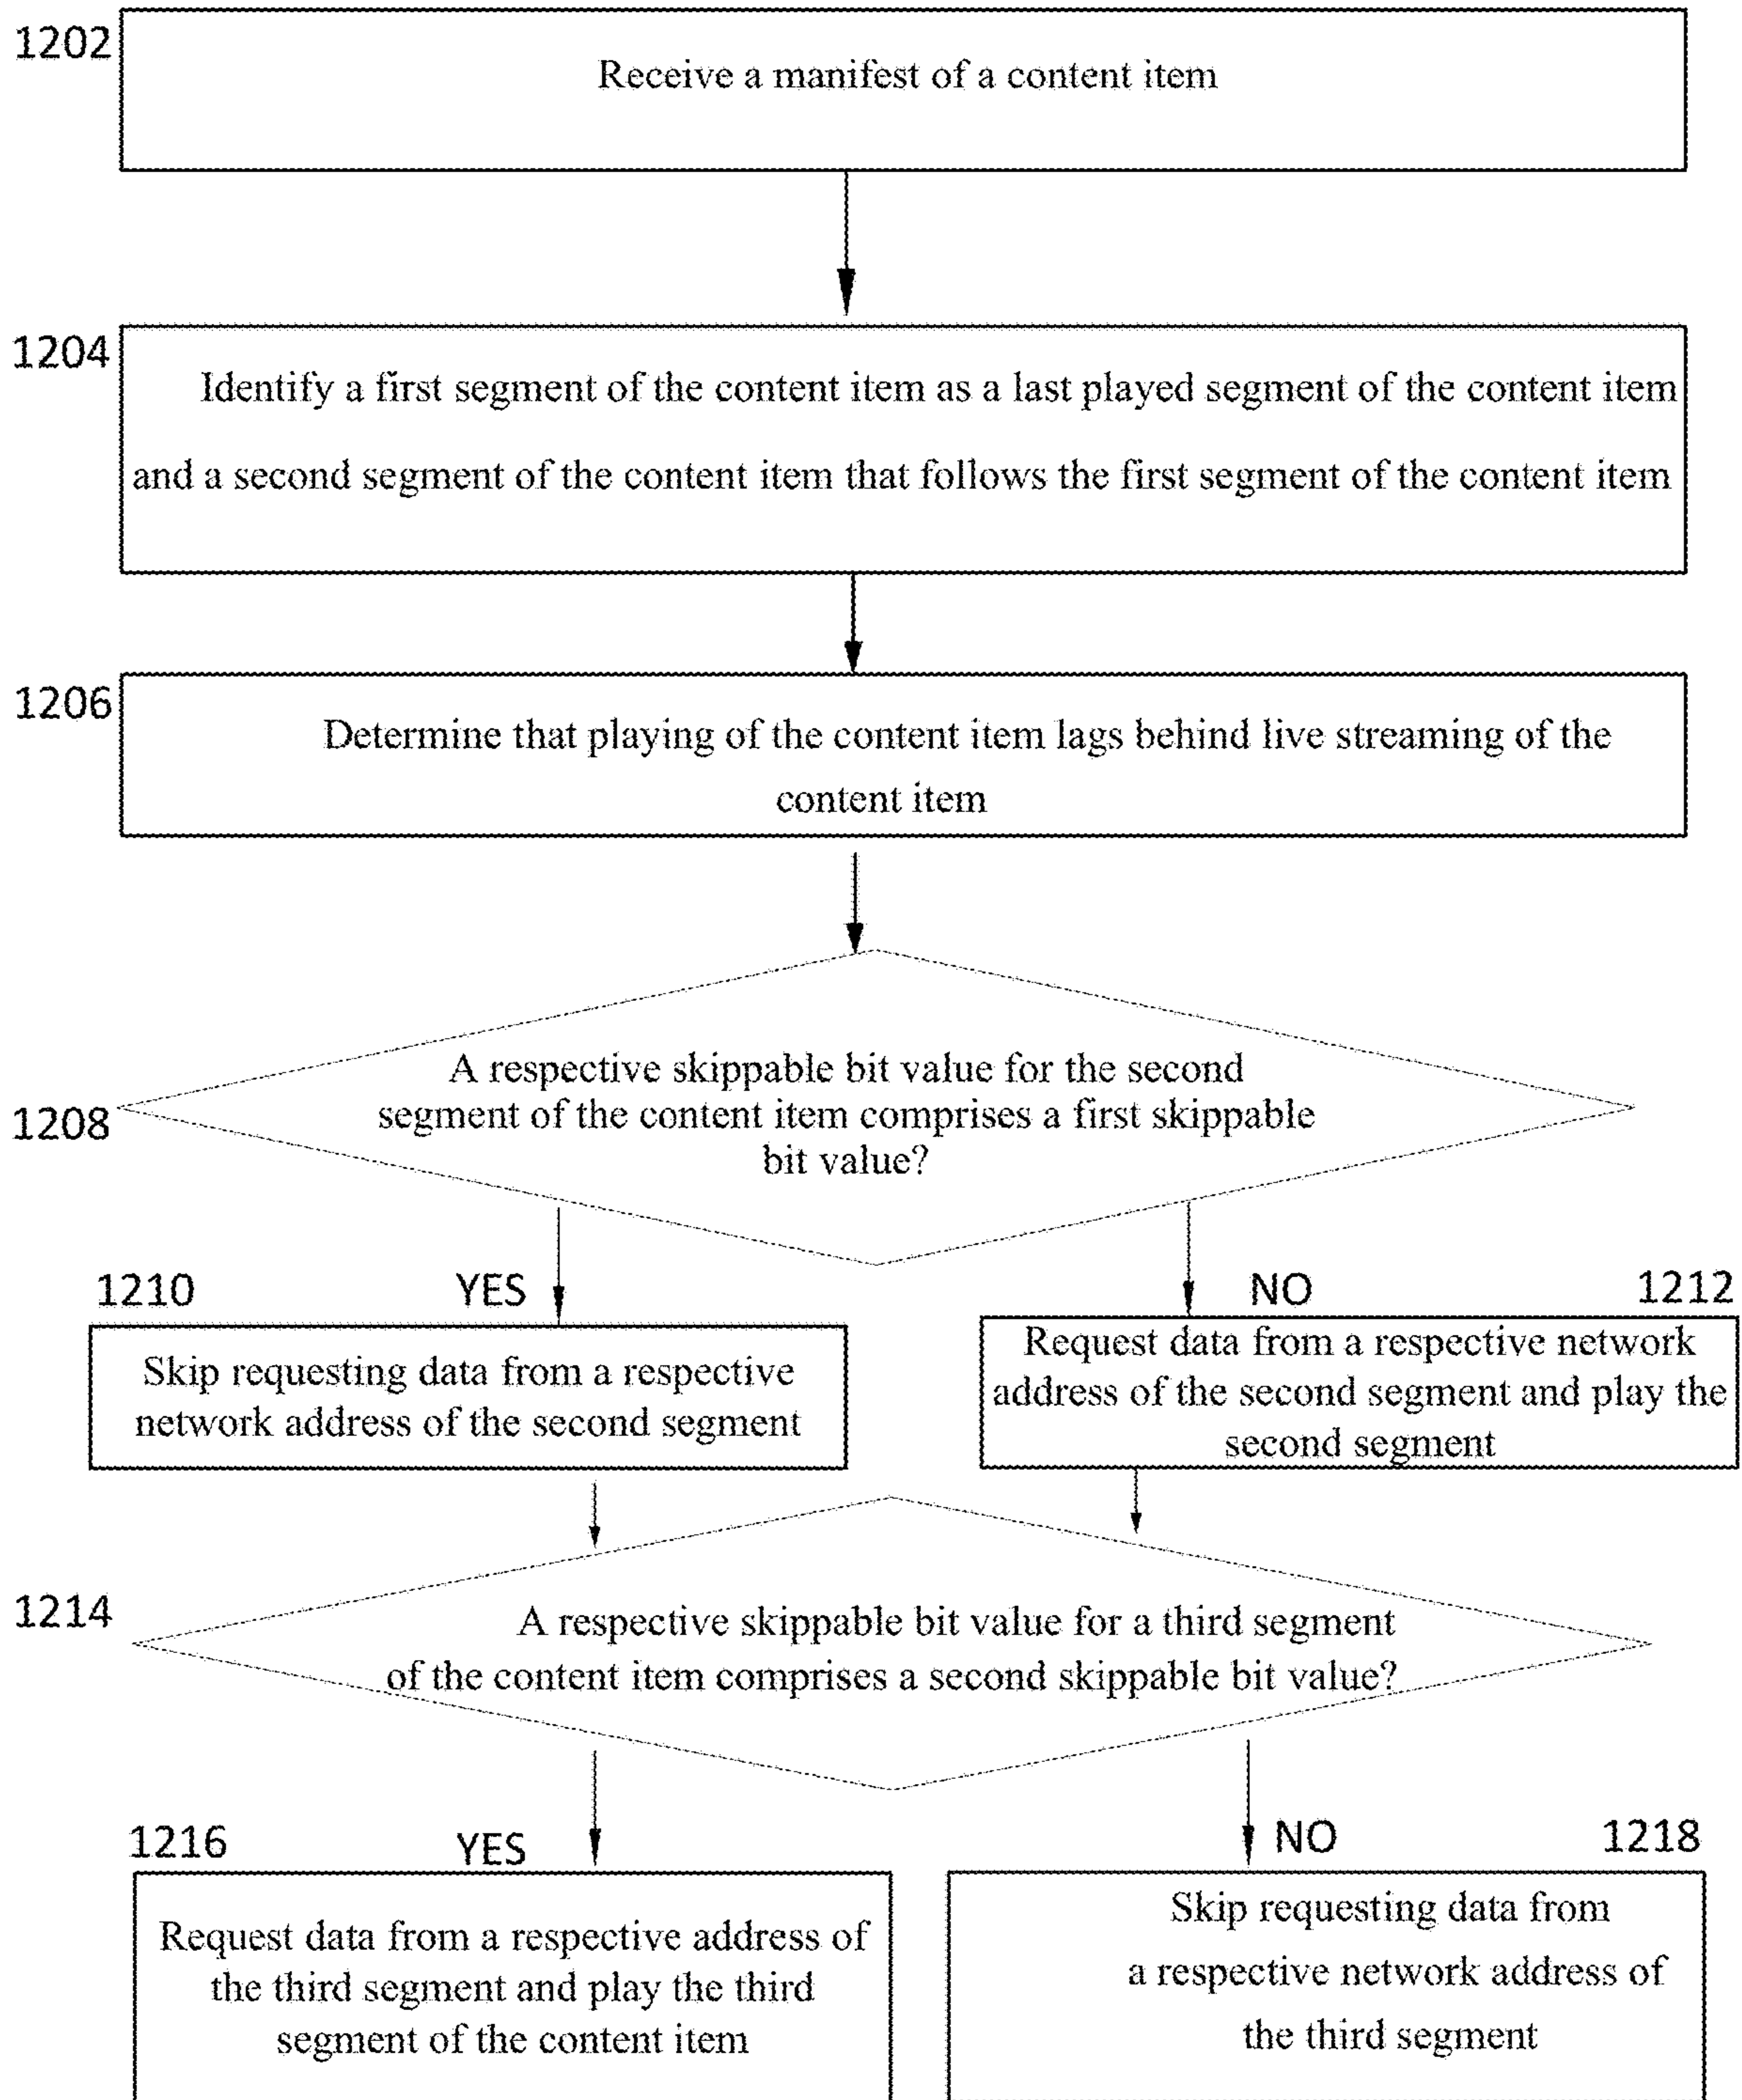 1202
Receive a manifest of a content item
1204
Identify a first segment of the content item as a last played segment of the content item
and a second segment of the content item that follows the first segment of the content item
1206
Determine that playing of the content item lags behind live streaming of the
content item
1208
A respective skippable bit value for the second
segment of the content item comprises a first skippable
bit value?
1210
YES
NO
1212
Skip requesting data from a respective
network address of the second segment
Request data from a respective network
address of the second segment and play the
second segment
1214
A respective skippable bit value for a third segment
of the content item comprises a second skippable bit value?
1216
YES
NO
1218
Request data from a respective address of
the third segment and play the third
segment of the content item
Skip requesting data from
a respective network address of
the third segment